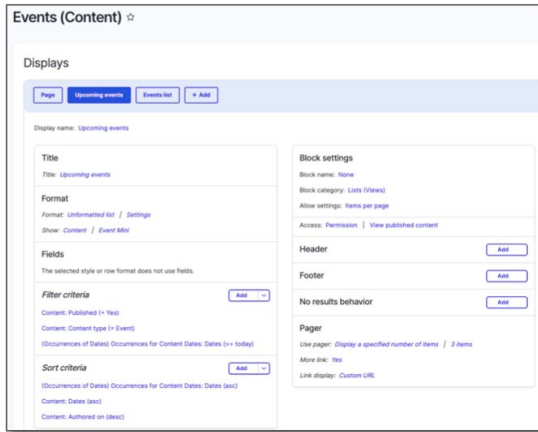 Events (Content) ☆
Displays
Page
Upcoming events
Events list
+ Add
Display name: Upcoming events
Title
Title: Upcoming events
Format
Format: Unformatted list | Settings
Show: Content | Event Mini
Fields
The selected style or row format does not use fields.
Filter criteria
Add
Content: Published (= Yes)
Content: Content type (= Event)
(Occurrences of Dates) Occurrences for Content Dates: Dates (>= today)
Sort criteria
Add
(Occurrences of Dates) Occurrences for Content Dates: Dates (asc)
Content: Dates (asc)
Content: Authored on (desc)
Block settings
Block name: None
Block category: Lists (Views)
Allow settings: Items per page
Access: Permission | View published content
Header
Add
Footer
Add
No results behavior
Add
Pager
Use pager: Display a specified number of items | 3 items
More link: Yes
Link display: Custom URL